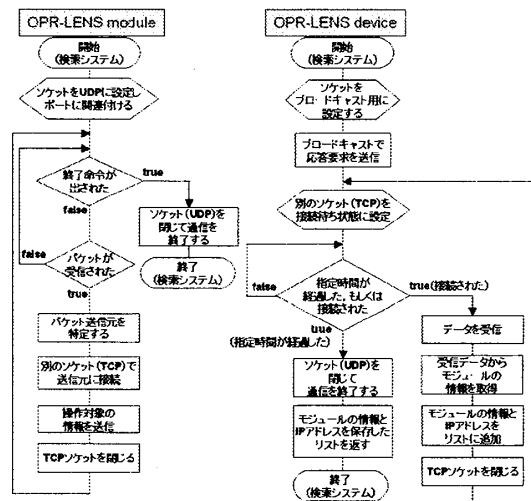 OPR-LENS module
開始
(検索システム)
ソケットをUDPに設定し
ポートに関連付ける
終了命令が
出された
true
false
ソケット(UDP)を
閉じて通信を
終了する
終了
(検索システム)
false
パケットが
受信された
true
パケット送信元を
特定する
別のソケット(TCP)で
送信元に接続
操作対象の
情報を送信
TCPソケットを閉じる
OPR-LENS device
開始
(検索システム)
ソケットを
ブロードキャスト用に
設定する
ブロードキャストで
応答要求を送信
別のソケット(TCP)を
接続待ち状態に設定
false
指定時間が
経過した,もしくは
接続された
true(接続された)
true
(指定時間が経過した)
ソケット(UDP)を
閉じて
通信を終了する
モジュールの情報と
IPアドレスを保存した
リストを返す
終了
(検索システム)
データを受信
受信データから
モジュールの
情報を取得
モジュールの情報と
IPアドレスを
リストに追加
TCPソケットを閉じる